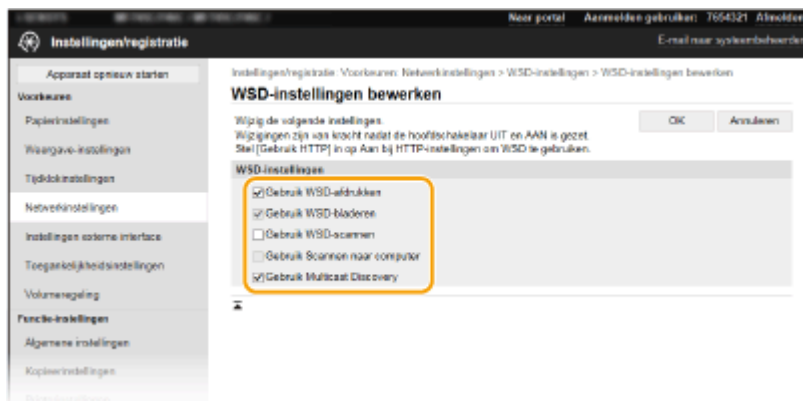 Naar portal Aanmelden gebruiker: 7654321 Afmelden
Instellingen/registratie
E-mail naar systeembeheerder
Apparaat opnieuw starten
Voorkeuren
Papierinstellingen
Weergave-instellingen
Tijdklokinstellingen
Netwerkinstellingen
Instellingen externe interface
Toegankelijkheidsinstellingen
Volumeregeling
Functie-instellingen
Algemene instellingen
Kopieerinstellingen
Instellingen/registratie: Voorkeuren: Netwerkinstellingen > WSD-instellingen > WSD-instellingen bewerken
WSD-instellingen bewerken
Wijzig de volgende instellingen.
Wijzigingen zijn van kracht nadat de hoofdschakelaar UIT en AAN is gezet.
Stel [Gebruik HTTP] in op Aan bij HTTP-instellingen om WSD te gebruiken.
OK
Annuleren
WSD-instellingen
Gebruik WSD-afdrukken
Gebruik WSD-bladeren
Gebruik WSD-scannen
Gebruik Scannen naar computer
Gebruik Multicast Discovery